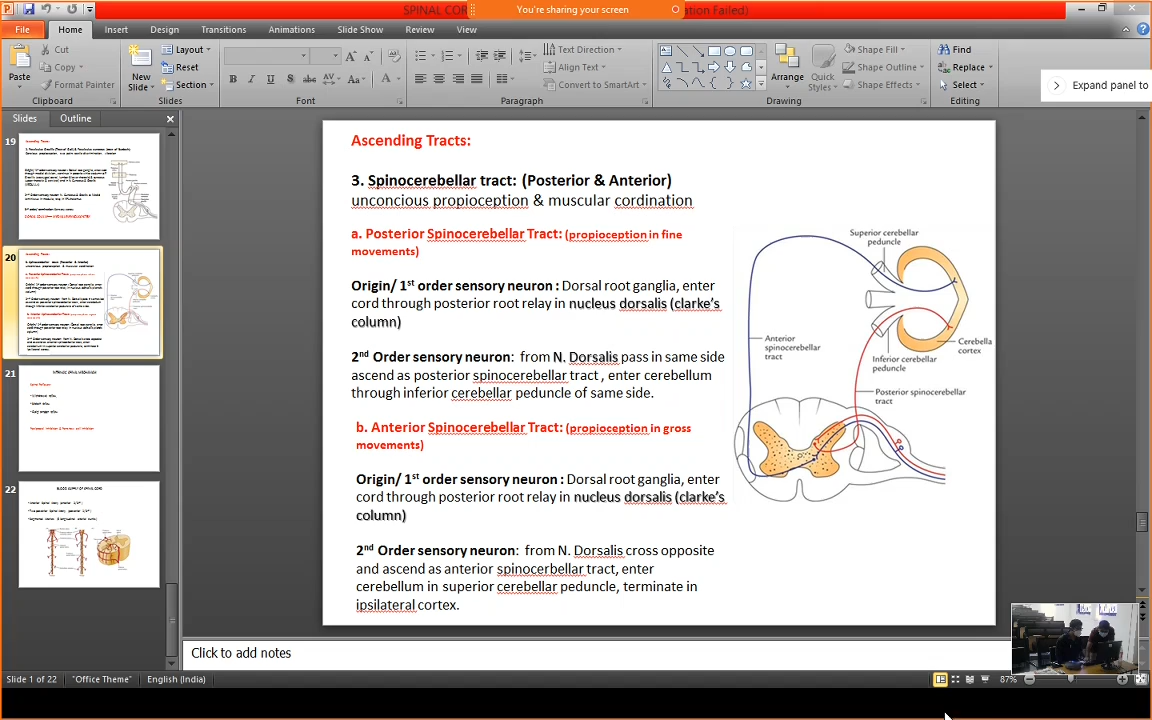 SPINAL COR
You're sharing your screen
ation Failed)
File
Home
Insert
Design
Transitions
Animations
Slide Show
Review
View
Paste
Cut
Copy
Format Painter
Clipboard
New Slide
Layout
Reset
Section
Slides
Font
Text Direction
Align Text
Convert to SmartArt
Paragraph
Arrange
Quick Styles
Shape Fill
Shape Outline
Shape Effects
Drawing
Find
Replace
Select
Editing
Expand panel to
Slides
Outline
19
20
21
22
Ascending Tracts:
3. Spinocerebellar tract: (Posterior & Anterior)
unconcious propioception & muscular cordination
a. Posterior Spinocerebellar Tract: (propioception in fine
movements)
Origin/ 1st order sensory neuron : Dorsal root ganglia, enter
cord through posterior root relay in nucleus dorsalis (clarke's
column)
2nd Order sensory neuron: from N. Dorsalis pass in same side
ascend as posterior spinocerebellar tract , enter cerebellum
through inferior cerebellar peduncle of same side.
b. Anterior Spinocerebellar Tract: (propioception in gross
movements)
Origin/ 1st order sensory neuron : Dorsal root ganglia, enter
cord through posterior root relay in nucleus dorsalis (clarke's
column)
2nd Order sensory neuron: from N. Dorsalis cross opposite
and ascend as anterior spinocerbellar tract, enter
cerebellum in superior cerebellar peduncle, terminate in
ipsilateral cortex.
Superior cerebellar
peduncle
Anterior
spinocerebellar
tract
Cerebella
cortex
Inferior cerebellar
peduncle
Posterior spinocerebellar
tract
Click to add notes
Slide 1 of 22
"Office Theme"
English (India)
87%